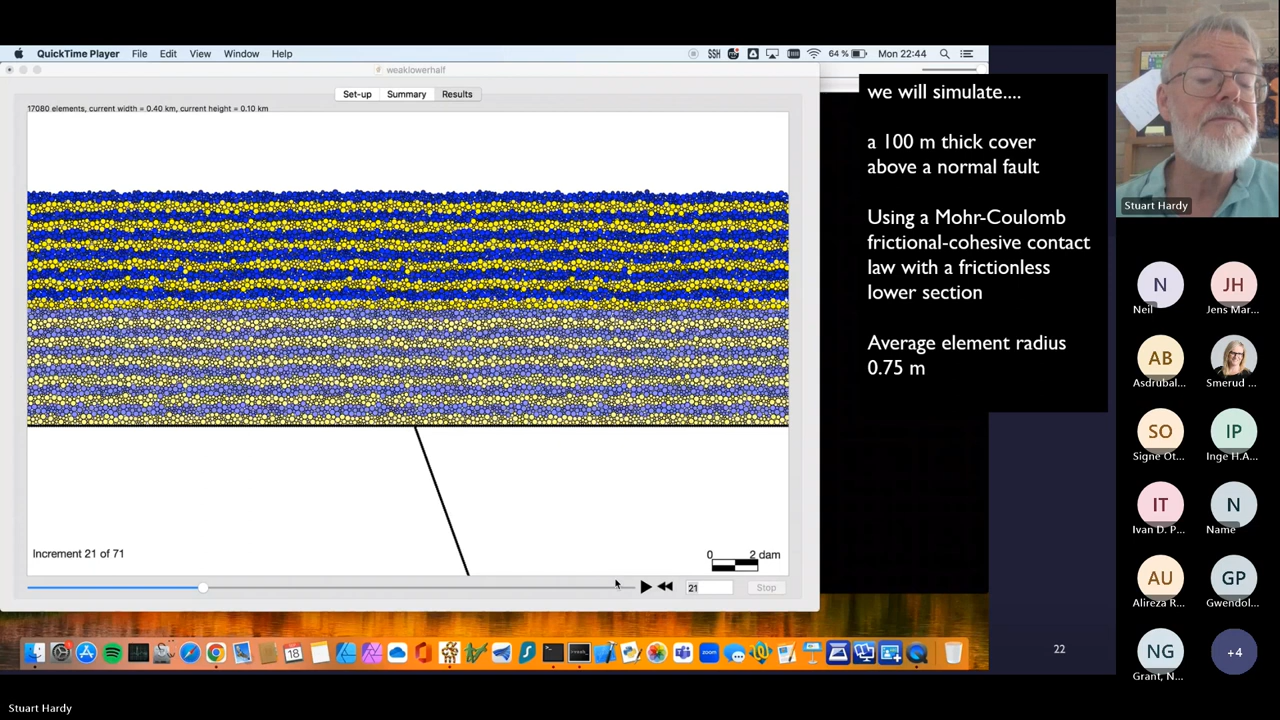 QuickTime Player File Edit View Window Help
64 % Mon 22:44
weaklowerhalf
Set-up Summary Results
17080 elements, current width = 0.40 km, current height = 0.10 km
Increment 21 of 71
0 2 dam
21 Stop
we will simulate....
a 100 m thick cover
above a normal fault
Using a Mohr-Coulomb
frictional-cohesive contact
law with a frictionless
lower section
Average element radius
0.75 m
22
Stuart Hardy
N JH
Neil Jens Mar...
AB
Asdrubal... Smerud ...
SO IP
Signe Ot... Inge H.A...
IT N
Ivan D. P... Name
AU GP
Alireza R... Gwendol...
NG +4
Grant, N...
Stuart Hardy